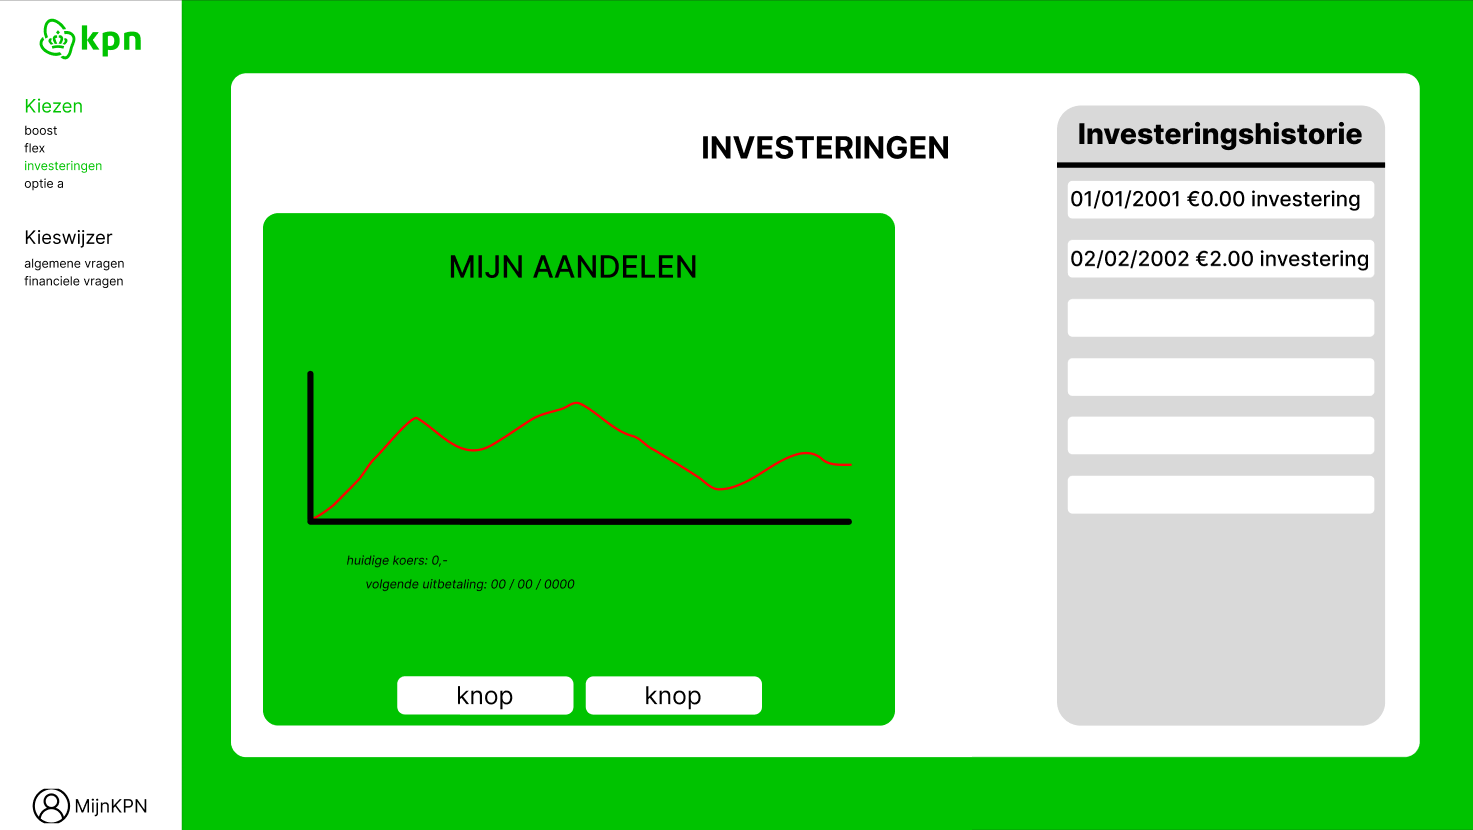 kpn
Kiezen
boost
flex
investeringen
optie a
Kieswijzer
algemene vragen
financiele vragen
MijnKPN
INVESTERINGEN
MIJN AANDELEN
huidige koers: 0,-
volgende uitbetaling: 00 / 00 / 0000
knop
knop
Investeringshistorie
01/01/2001 €0.00 investering
02/02/2002 €2.00 investering